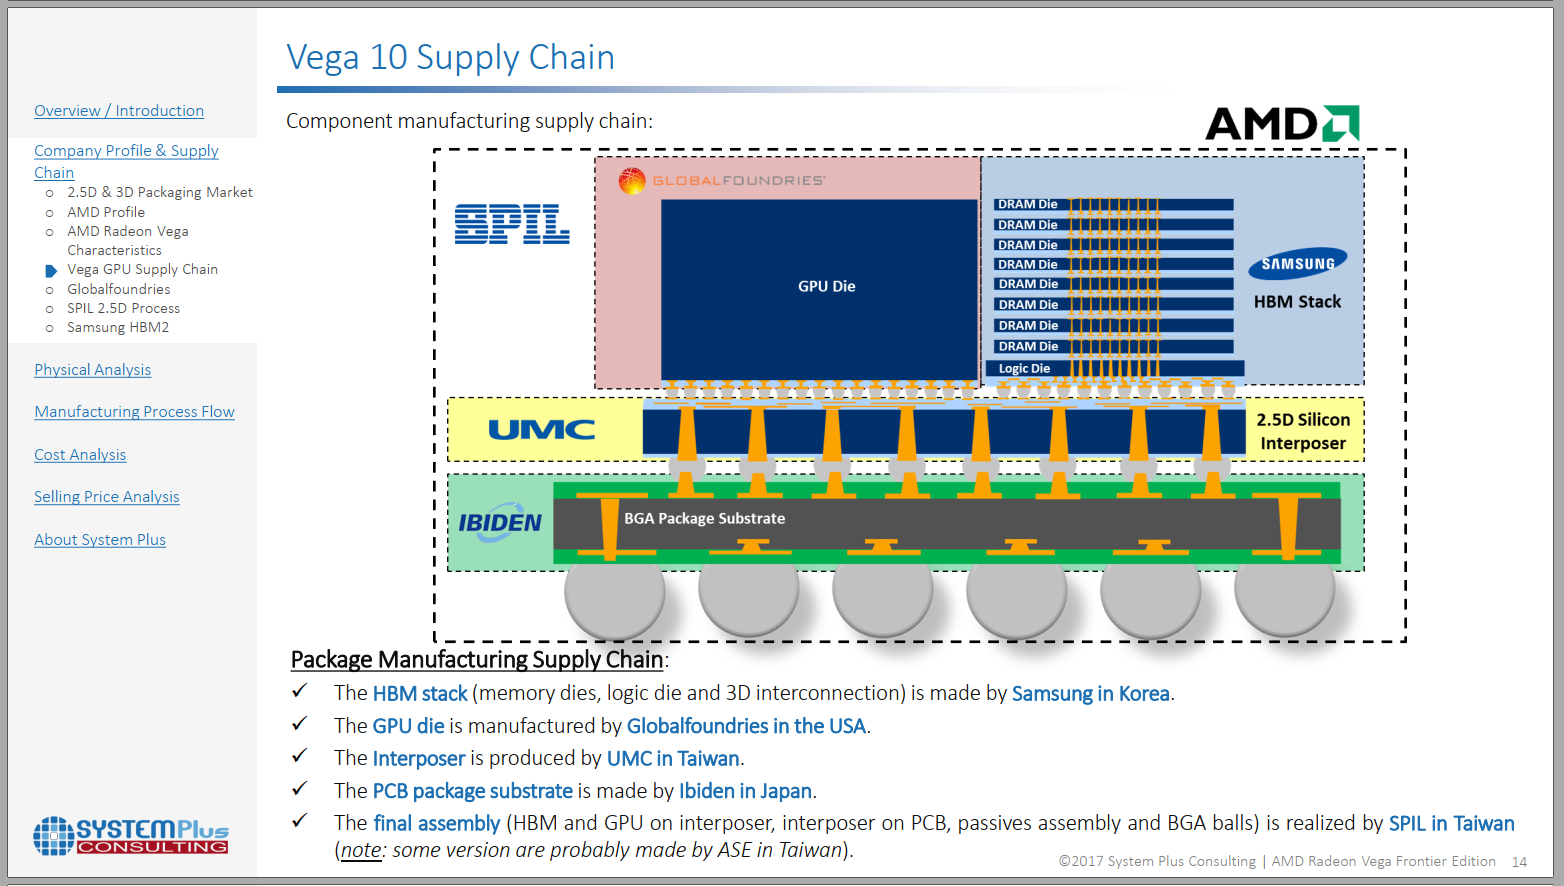 Vega 10 Supply Chain
Overview / Introduction
Company Profile & Supply
Chain
o 2.5D & 3D Packaging Market
o AMD Profile
o AMD Radeon Vega
Characteristics
Vega GPU Supply Chain
o Globalfoundries
o SPIL 2.5D Process
o Samsung HBM2
Physical Analysis
Manufacturing Process Flow
Cost Analysis
Selling Price Analysis
About System Plus
SYSTEMPlus
CONSULTING
Component manufacturing supply chain:
AMD
SPIL
GLOBALFOUNDRIES
GPU Die
DRAM Die
DRAM Die
DRAM Die
DRAM Die
DRAM Die
DRAM Die
DRAM Die
DRAM Die
Logic Die
SAMSUNG
HBM Stack
UMC
2.5D Silicon
Interposer
IBIDEN
BGA Package Substrate
Package Manufacturing Supply Chain:
✓ The HBM stack (memory dies, logic die and 3D interconnection) is made by Samsung in Korea.
✓ The GPU die is manufactured by Globalfoundries in the USA.
✓ The Interposer is produced by UMC in Taiwan.
✓ The PCB package substrate is made by Ibiden in Japan.
✓ The final assembly (HBM and GPU on interposer, interposer on PCB, passives assembly and BGA balls) is realized by SPIL in Taiwan
(note: some version are probably made by ASE in Taiwan).
©2017 System Plus Consulting | AMD Radeon Vega Frontier Edition 14